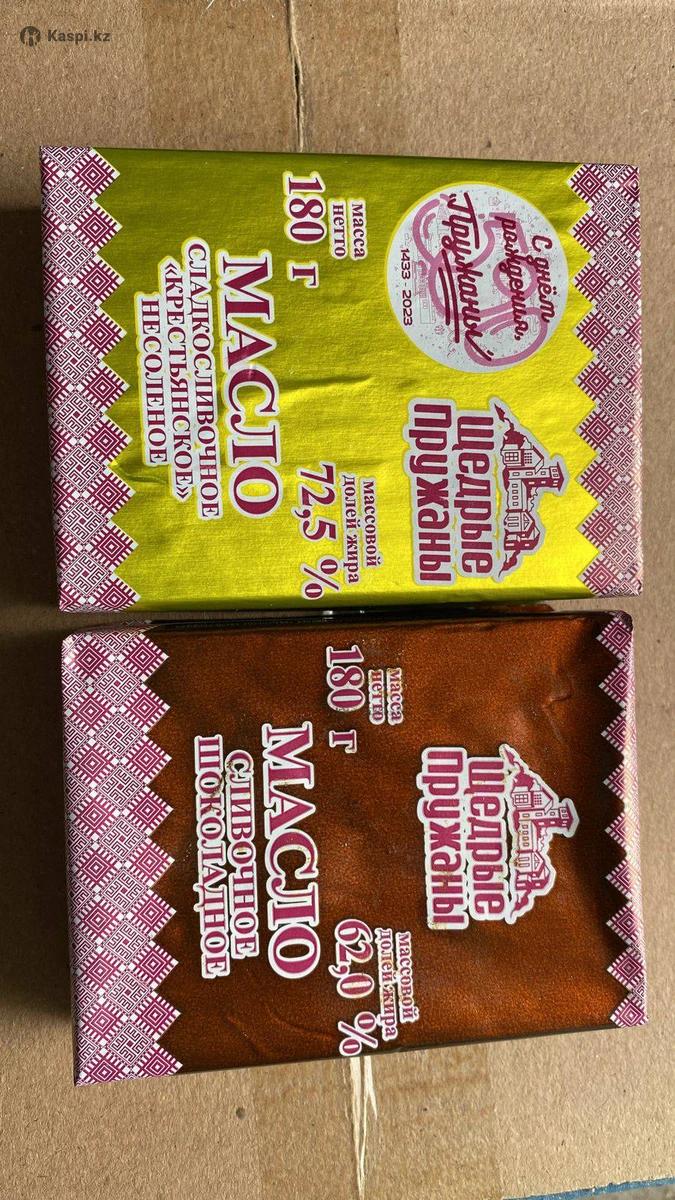 Kaspi.kz
С днём
рождения,
Пружаны!
590
1433 - 2023
Щедрые
Пружаны
масса
нетто
180 г
массовой
долей жира
72,5 %
МАСЛО
СЛАДКОСЛИВОЧНОЕ
«КРЕСТЬЯНСКОЕ»
НЕСОЛЕНОЕ
Щедрые
Пружаны
масса
нетто
180 г
массовой
долей жира
62,0 %
МАСЛО
СЛИВОЧНОЕ
ШОКОЛАДНОЕ